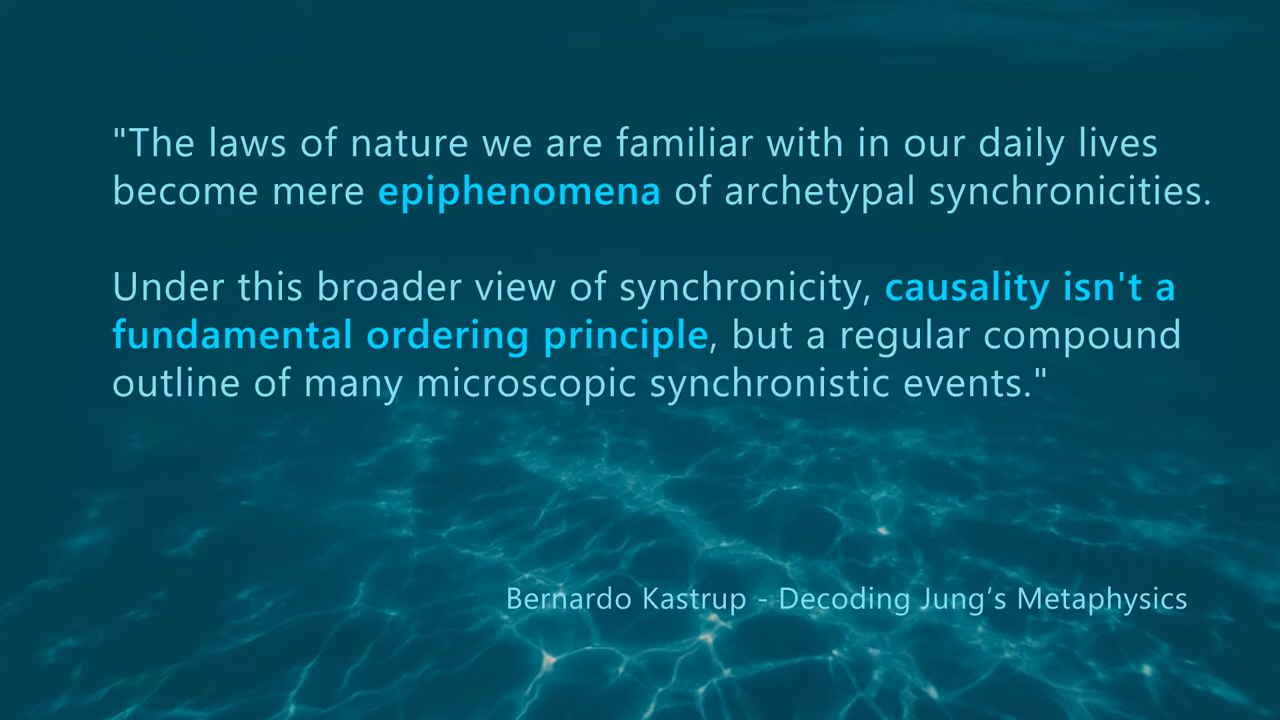 "The laws of nature we are familiar with in our daily lives
become mere epiphenomena of archetypal synchronicities.
Under this broader view of synchronicity, causality isn't a
fundamental ordering principle, but a regular compound
outline of many microscopic synchronistic events."
Bernardo Kastrup - Decoding Jung’s Metaphysics